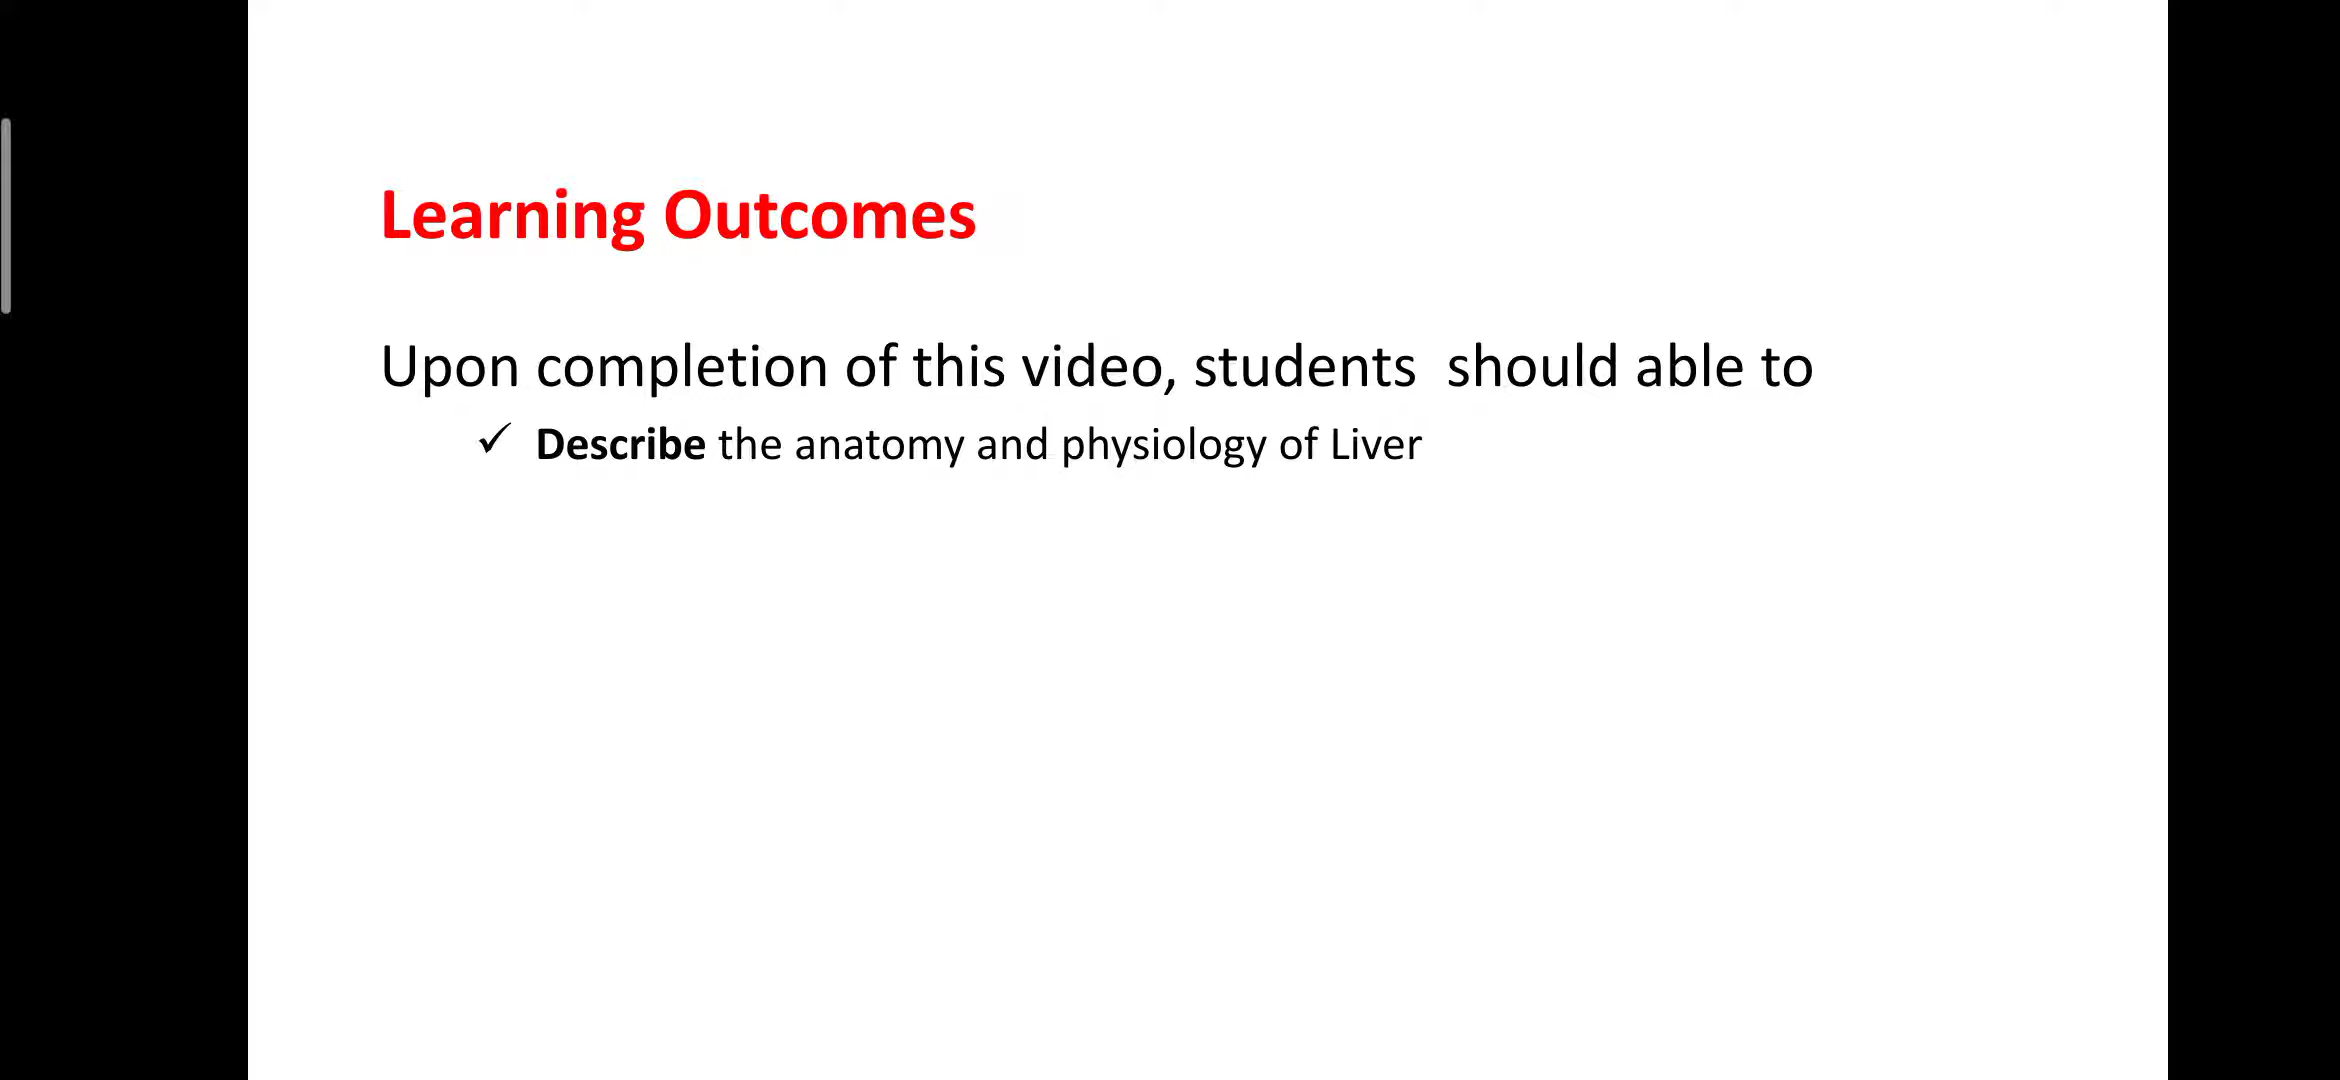 Learning Outcomes
Upon completion of this video, students  should able to
✓ Describe the anatomy and physiology of Liver